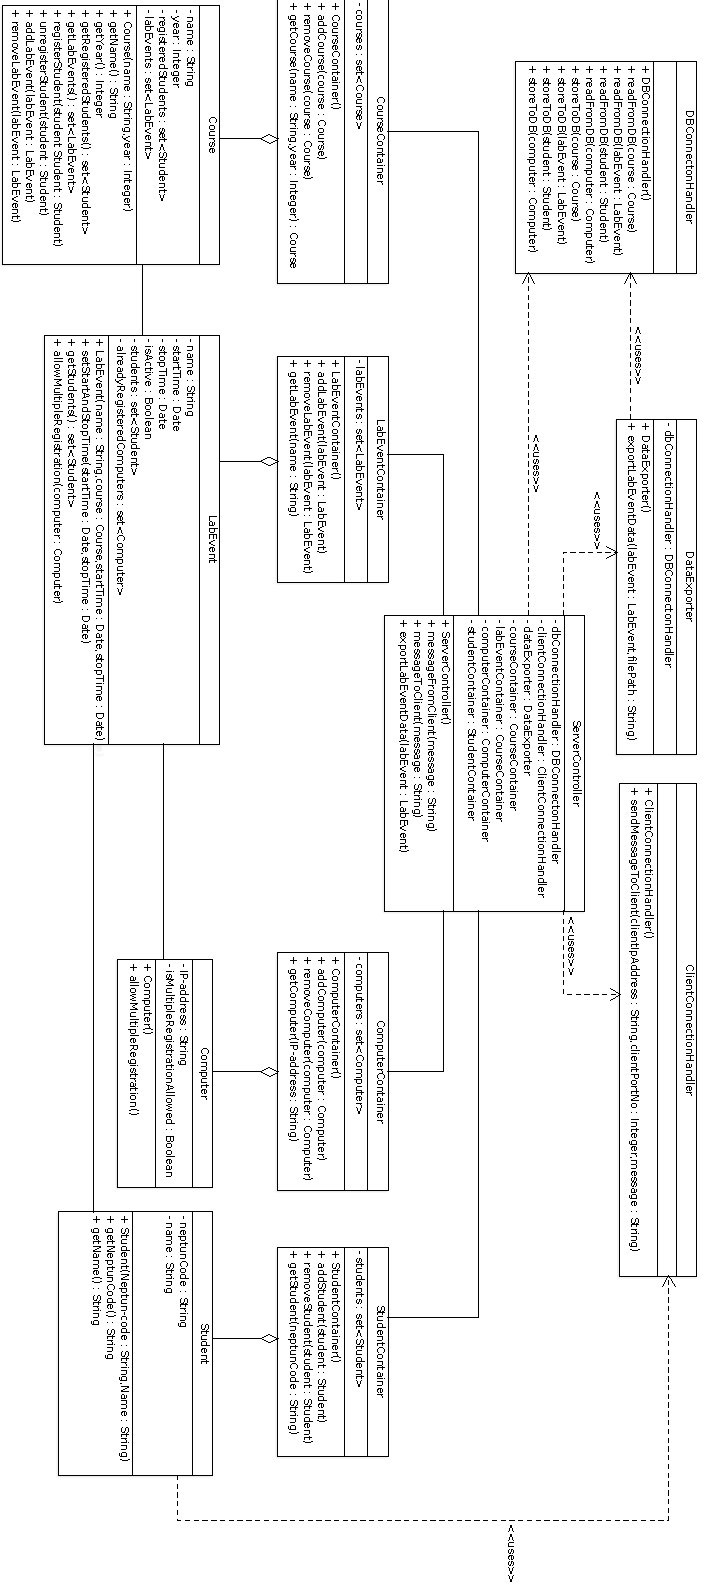 DBConnectonHandler
+ DBConnectionHandler()
+ readFromDB(course : Course)
+ readFromDB(labEvent : LabEvent)
+ readFromDB(student : Student)
+ readFromDB(computer : Computer)
+ storeToDB(course : Course)
+ storeToDB(labEvent : LabEvent)
+ storeToDB(student : Student)
+ storeToDB(computer : Computer)
<<uses>>
DataExporter
- dbConnectionHandler : DBConnectonHandler
+ DataExporter()
+ exportLabEventData(labEvent : LabEvent,filePath : String)
ClientConnectionHandler
+ ClientConnectionHandler()
+ sendMessageToClient(clientIpAddress : String,clientPortNo : Integer,message : String)
<<uses>>
<<uses>>
<<uses>>
<<uses>>
ServerController
- dbConnectionHandler : DBConnectonHandler
- clientConnectionHandler : ClientConnectionHandler
- dataExporter : DataExporter
- courseContainer : CourseContainer
- labEventContainer : CourseContainer
- computerContainer : ComputerContainer
- studentContainer : StudentContainer
+ ServerController()
+ messageFromClient(message : String)
+ messageToClient(message : String)
+ exportLabEventData(labEvent : LabEvent)
CourseContainer
- courses : set<Course>
+ CourseContainer()
+ addCourse(course : Course)
+ removeCourse(course : Course)
+ getCourse(name : String,year : Integer) : Course
LabEventContainer
- labEvents : set<LabEvent>
+ LabEventContainer()
+ addLabEvent(labEvent : LabEvent)
+ removeLabEvent(labEvent : LabEvent)
+ getLabEvent(name : String)
ComputerContainer
- computers : set<Computer>
+ ComputerContainer()
+ addComputer(computer : Computer)
+ removeComputer(computer : Computer)
+ getComputer(IP-address : String)
StudentContainer
- students : set<Student>
+ StudentContainer()
+ addStudent(student : Student)
+ removeStudent(student : Student)
+ getStudent(neptunCode : String)
Course
- name : String
- year : Integer
- registeredStudents : set<Student>
- labEvents : set<LabEvent>
+ Course(name : String,year : Integer)
+ getName() : String
+ getYear() : Integer
+ getRegisteredStudents() : set<Student>
+ getLabEvents() : set<LabEvent>
+ registerStudent(student Student : Student)
+ unregisterStudent(student : Student)
+ addLabEvent(labEvent : LabEvent)
+ removeLabEvent(labEvent : LabEvent)
LabEvent
- name : String
- startTime : Date
- stopTime : Date
- isActive : Boolean
- students : set<Student>
- alreadyRegisteredComputers : set<Computer>
+ LabEvent(name : String,course : Course,startTime : Date,stopTime : Date)
+ setStartAndStopTime(startTime : Date,stopTime : Date)
+ getStudents() : set<Student>
+ allowMultipleRegistration(computer : Computer)
Computer
- IP-address : String
- isMultipleRegistrationAllowed : Boolean
+ Computer()
+ allowMultipleRegistration()
Student
- neptunCode : String
- name : String
+ Student(Neptun-code : String,Name : String)
+ getNeptunCode() : String
+ getName() : String